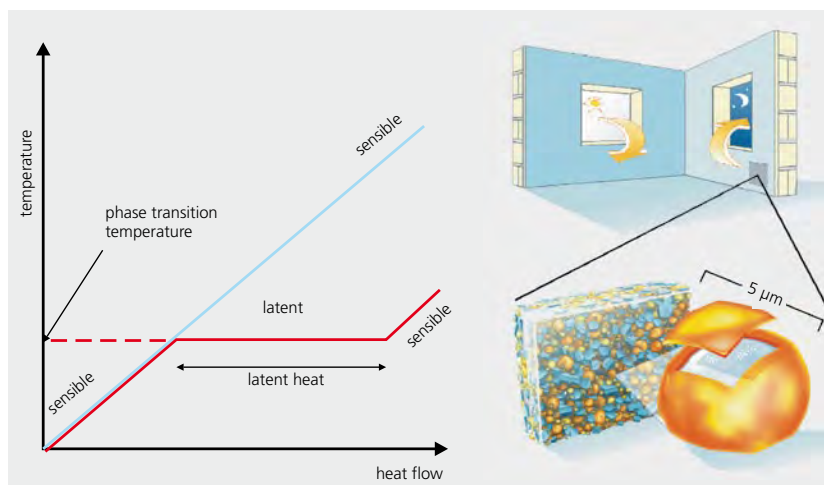 temperature
phase transition
temperature
sensible
latent
sensible
sensible
latent heat
heat flow
5 µm